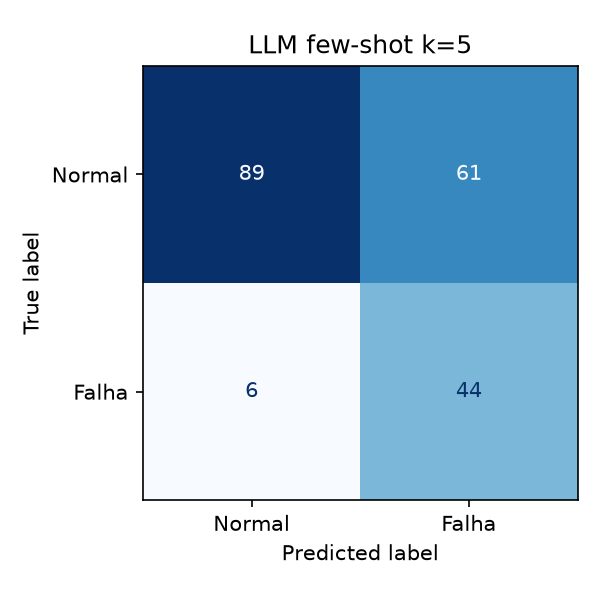 LLM few-shot k=5
True label
Normal
89
61
Falha
6
44
Normal
Falha
Predicted label